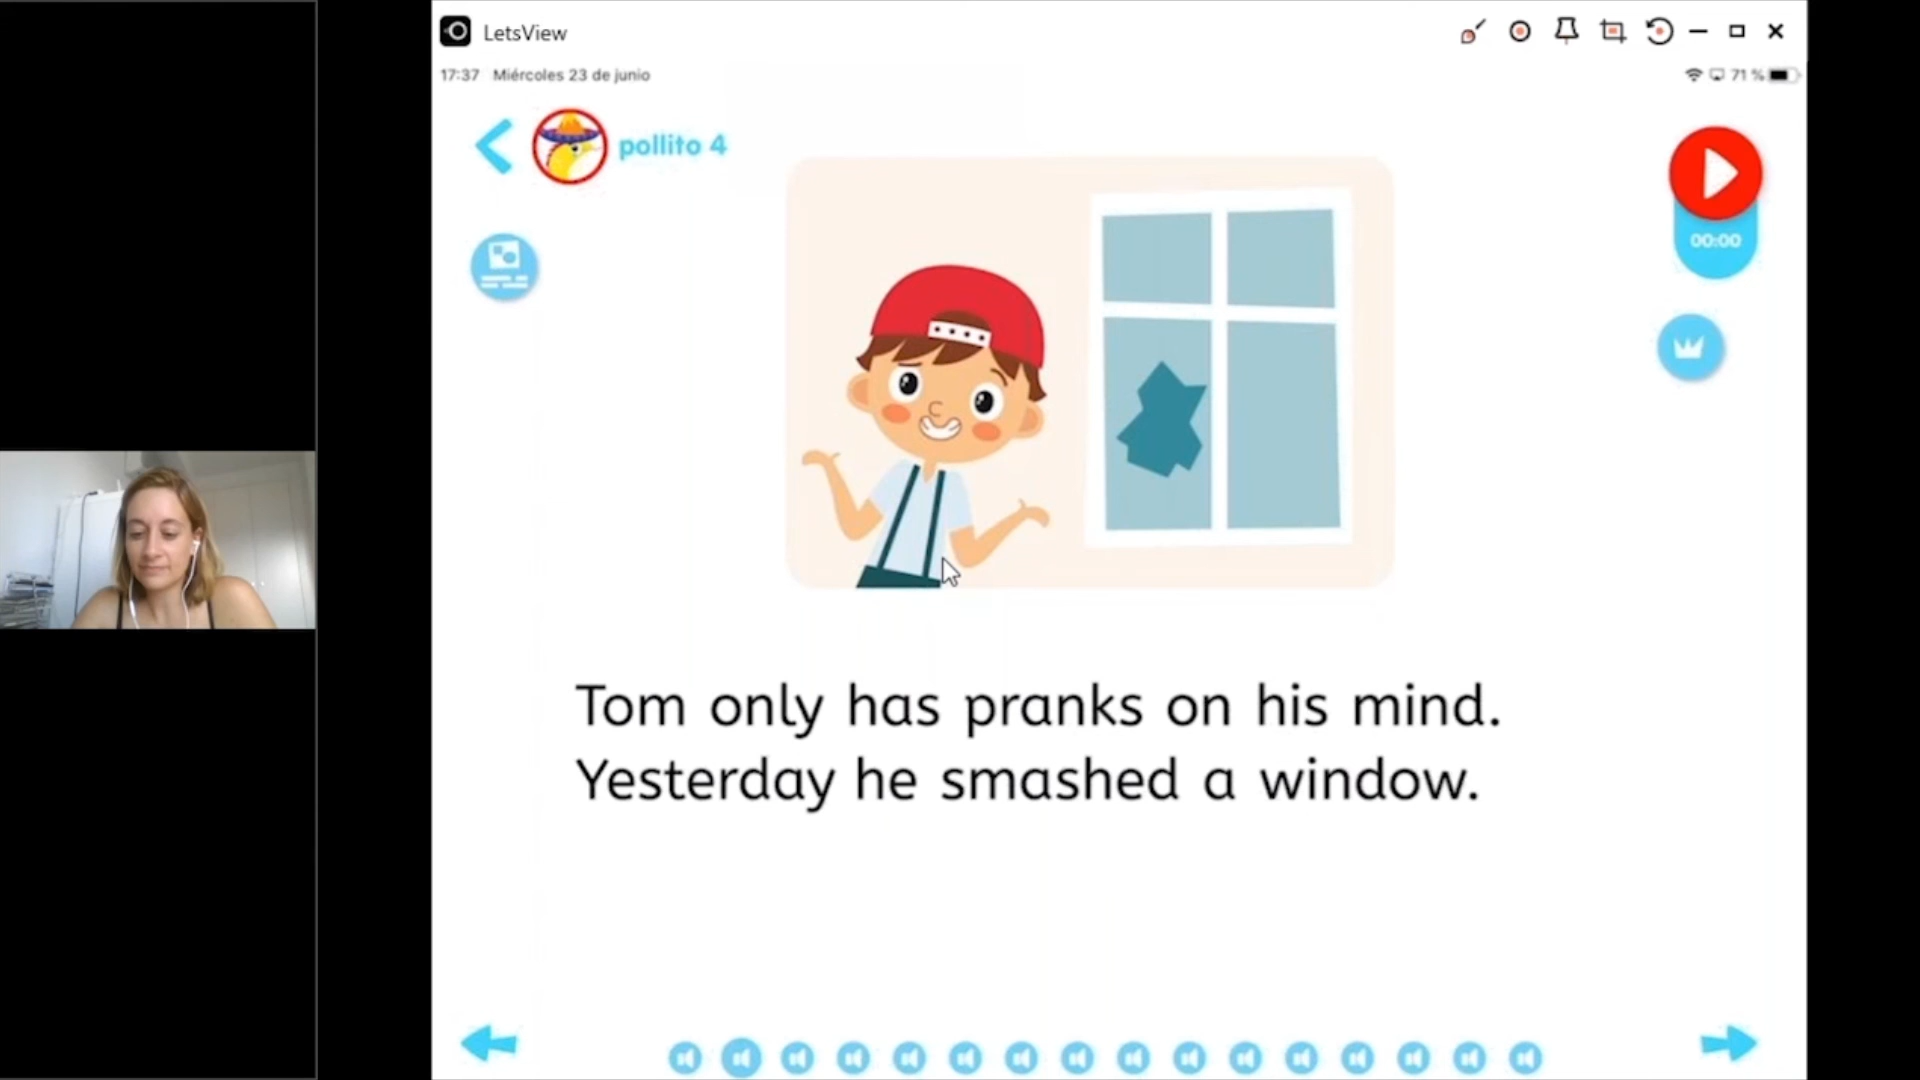 LetsView
17:37 Miércoles 23 de junio
71 %
pollito 4
00:00
Tom only has pranks on his mind.
Yesterday he smashed a window.